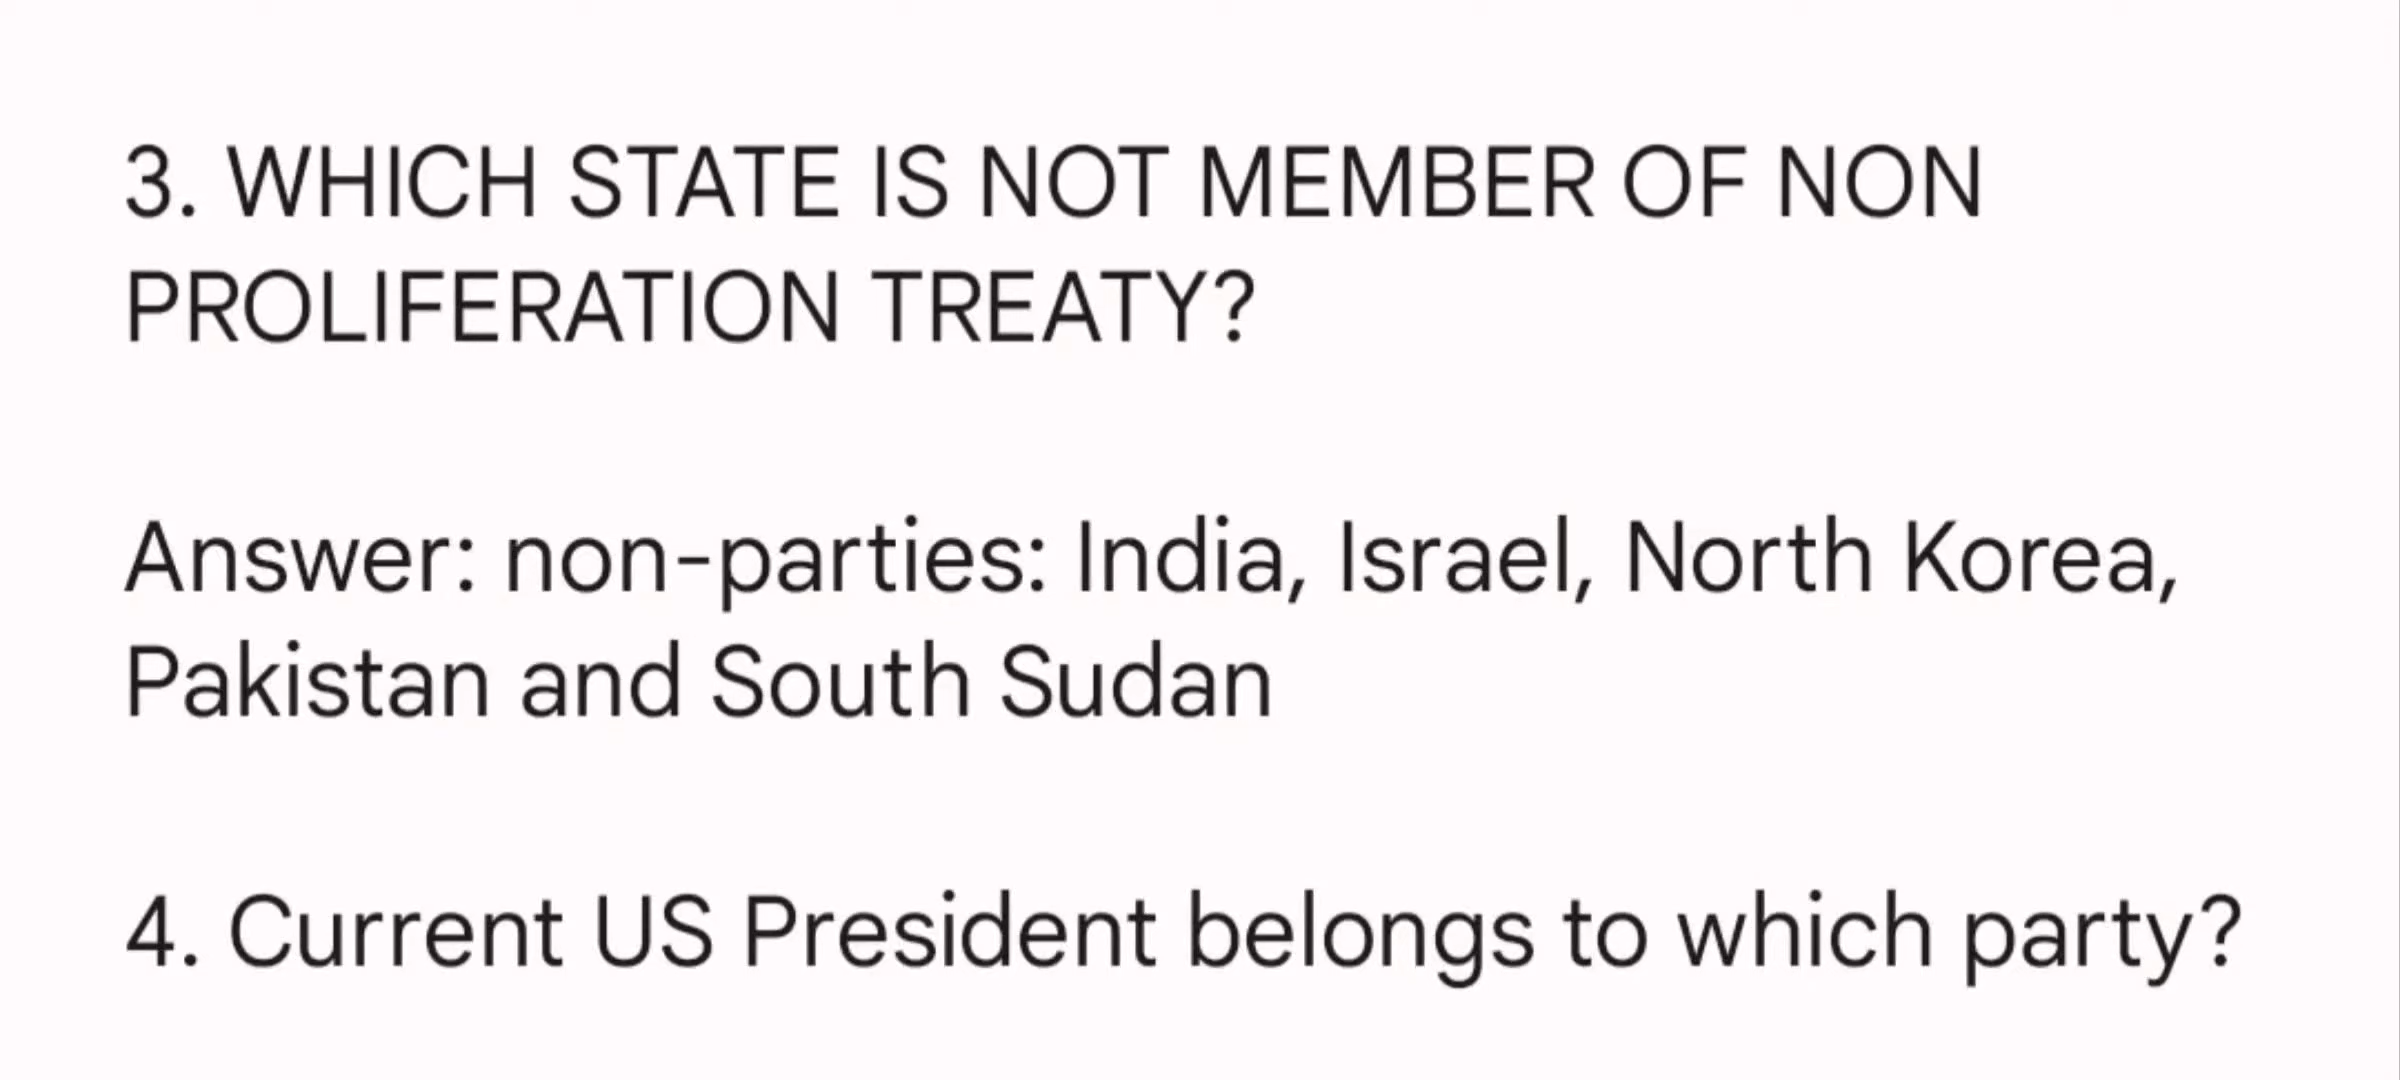 3. WHICH STATE IS NOT MEMBER OF NON
PROLIFERATION TREATY?
Answer: non-parties: India, Israel, North Korea,
Pakistan and South Sudan
4. Current US President belongs to which party?